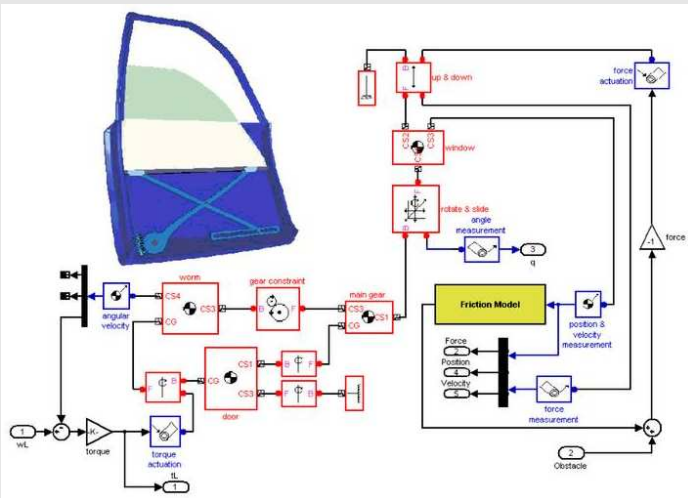 force
actuation
B
F
up & down
CS2
CS3
window
F
rotate & slide
B
angle
measurement
3
q
-1
force
worm
gear constraint
main gear
CS4
CS3
B
F
CS3
CS1
CG
CG
angular
velocity
Friction Model
position &
velocity
measurement
Force
2
Position
4
Velocity
5
force
measurement
CS1
B
F
F
B
CG
CS3
B
F
door
1
wL
-K-
torque
torque
actuation
tL
1
2
Obstacle